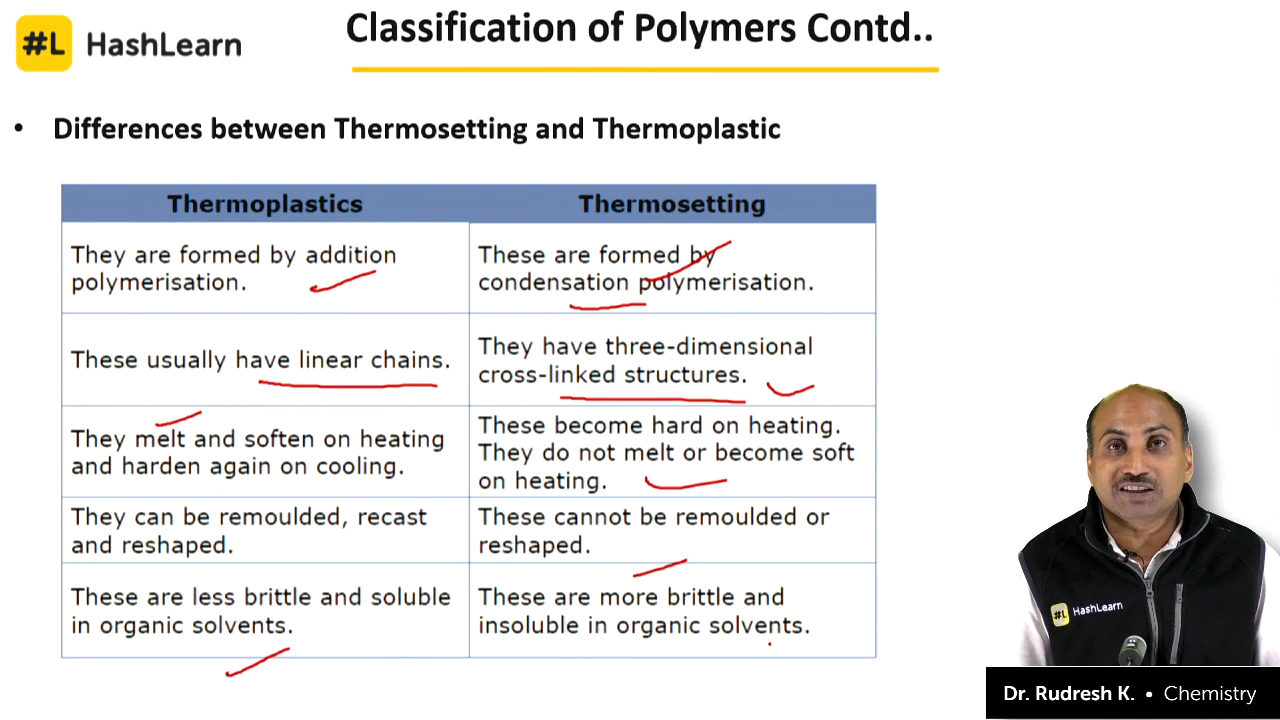 #L HashLearn
Classification of Polymers Contd..
• Differences between Thermosetting and Thermoplastic
Thermoplastics
Thermosetting
They are formed by addition
polymerisation.
These are formed by
condensation polymerisation.
These usually have linear chains.
They have three-dimensional
cross-linked structures.
They melt and soften on heating
and harden again on cooling.
These become hard on heating.
They do not melt or become soft
on heating.
They can be remoulded, recast
and reshaped.
These cannot be remoulded or
reshaped.
These are less brittle and soluble
in organic solvents.
These are more brittle and
insoluble in organic solvents.
#L HashLearn
Dr. Rudresh K. • Chemistry